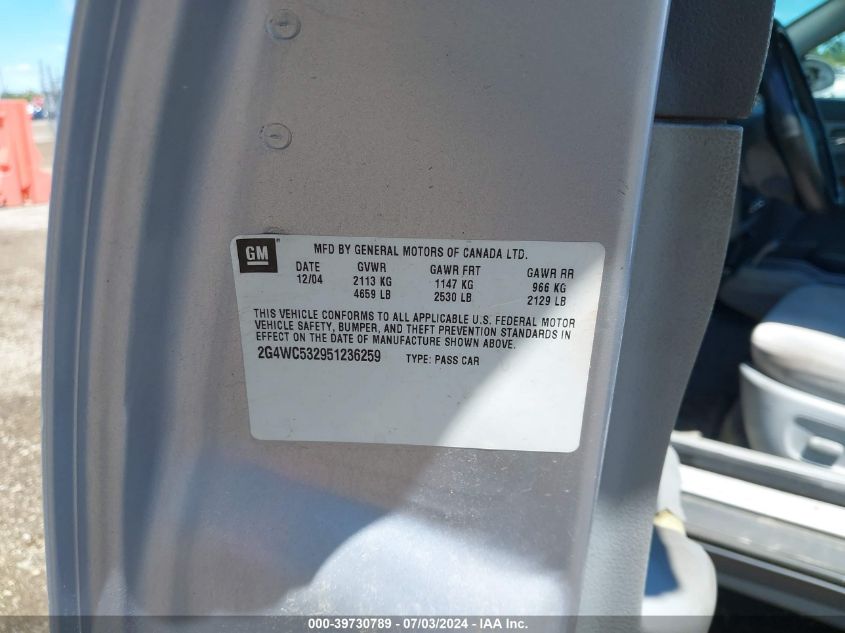 GM
MFD BY GENERAL MOTORS OF CANADA LTD.
DATE GVWR GAWR FRT GAWR RR
12/04 2113 KG 1147 KG 966 KG
4659 LB 2530 LB 2129 LB
THIS VEHICLE CONFORMS TO ALL APPLICABLE U.S. FEDERAL MOTOR
VEHICLE SAFETY, BUMPER, AND THEFT PREVENTION STANDARDS IN
EFFECT ON THE DATE OF MANUFACTURE SHOWN ABOVE.
2G4WC532951236259 TYPE: PASS CAR
000-39730789 - 07/03/2024 - IAA Inc.